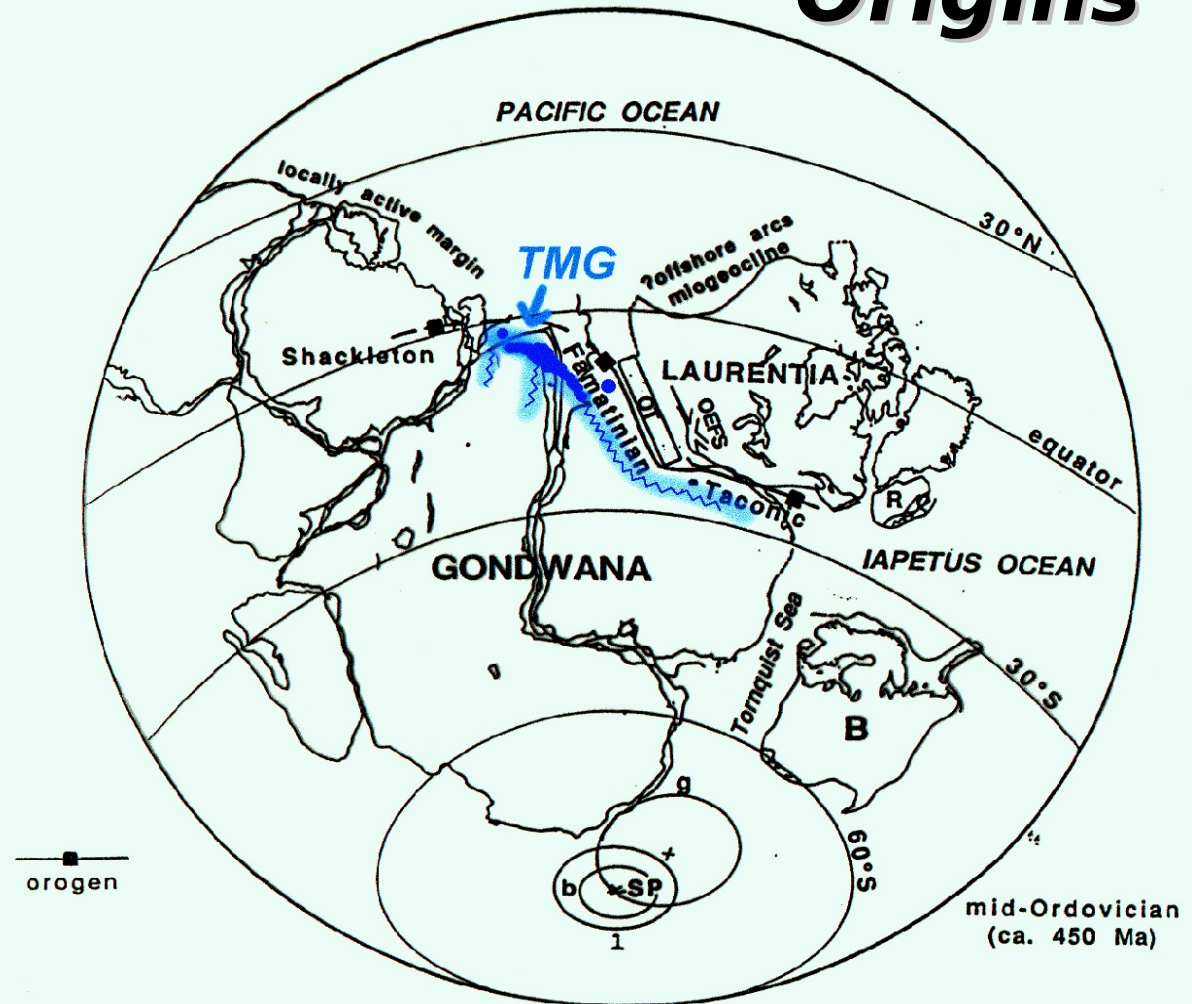 Origins
PACIFIC OCEAN
locally active margin
30°N
?offshore arcs
miogeocline
TMG
Shackleton
Famatinian
LAURENTIA
OT
OEFS
equator
Taconic
R
GONDWANA
IAPETUS OCEAN
Tornquist Sea
30°S
B
g
60°S
b
SP
1
orogen
mid-Ordovician
(ca. 450 Ma)